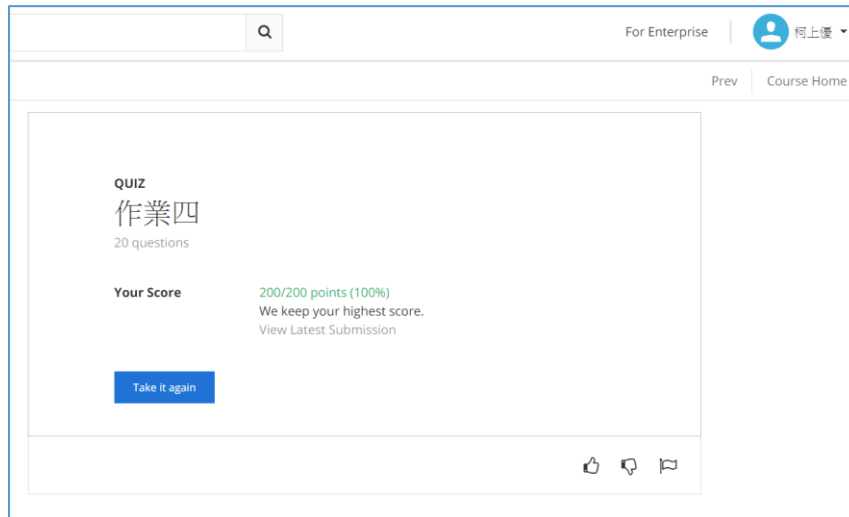 For Enterprise
柯上優
Prev
Course Home
QUIZ
作業四
20 questions
Your Score
200/200 points (100%)
We keep your highest score.
View Latest Submission
Take it again